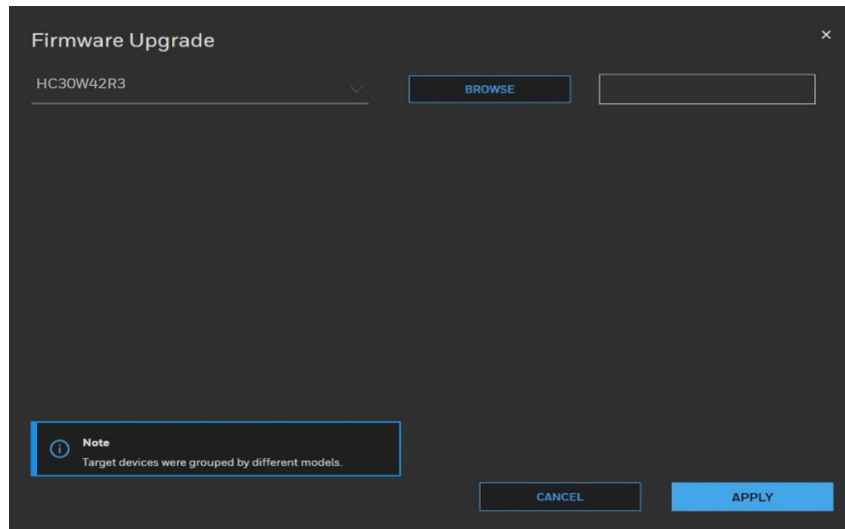 Firmware Upgrade
×
HC30W42R3
BROWSE
Note
Target devices were grouped by different models.
CANCEL
APPLY